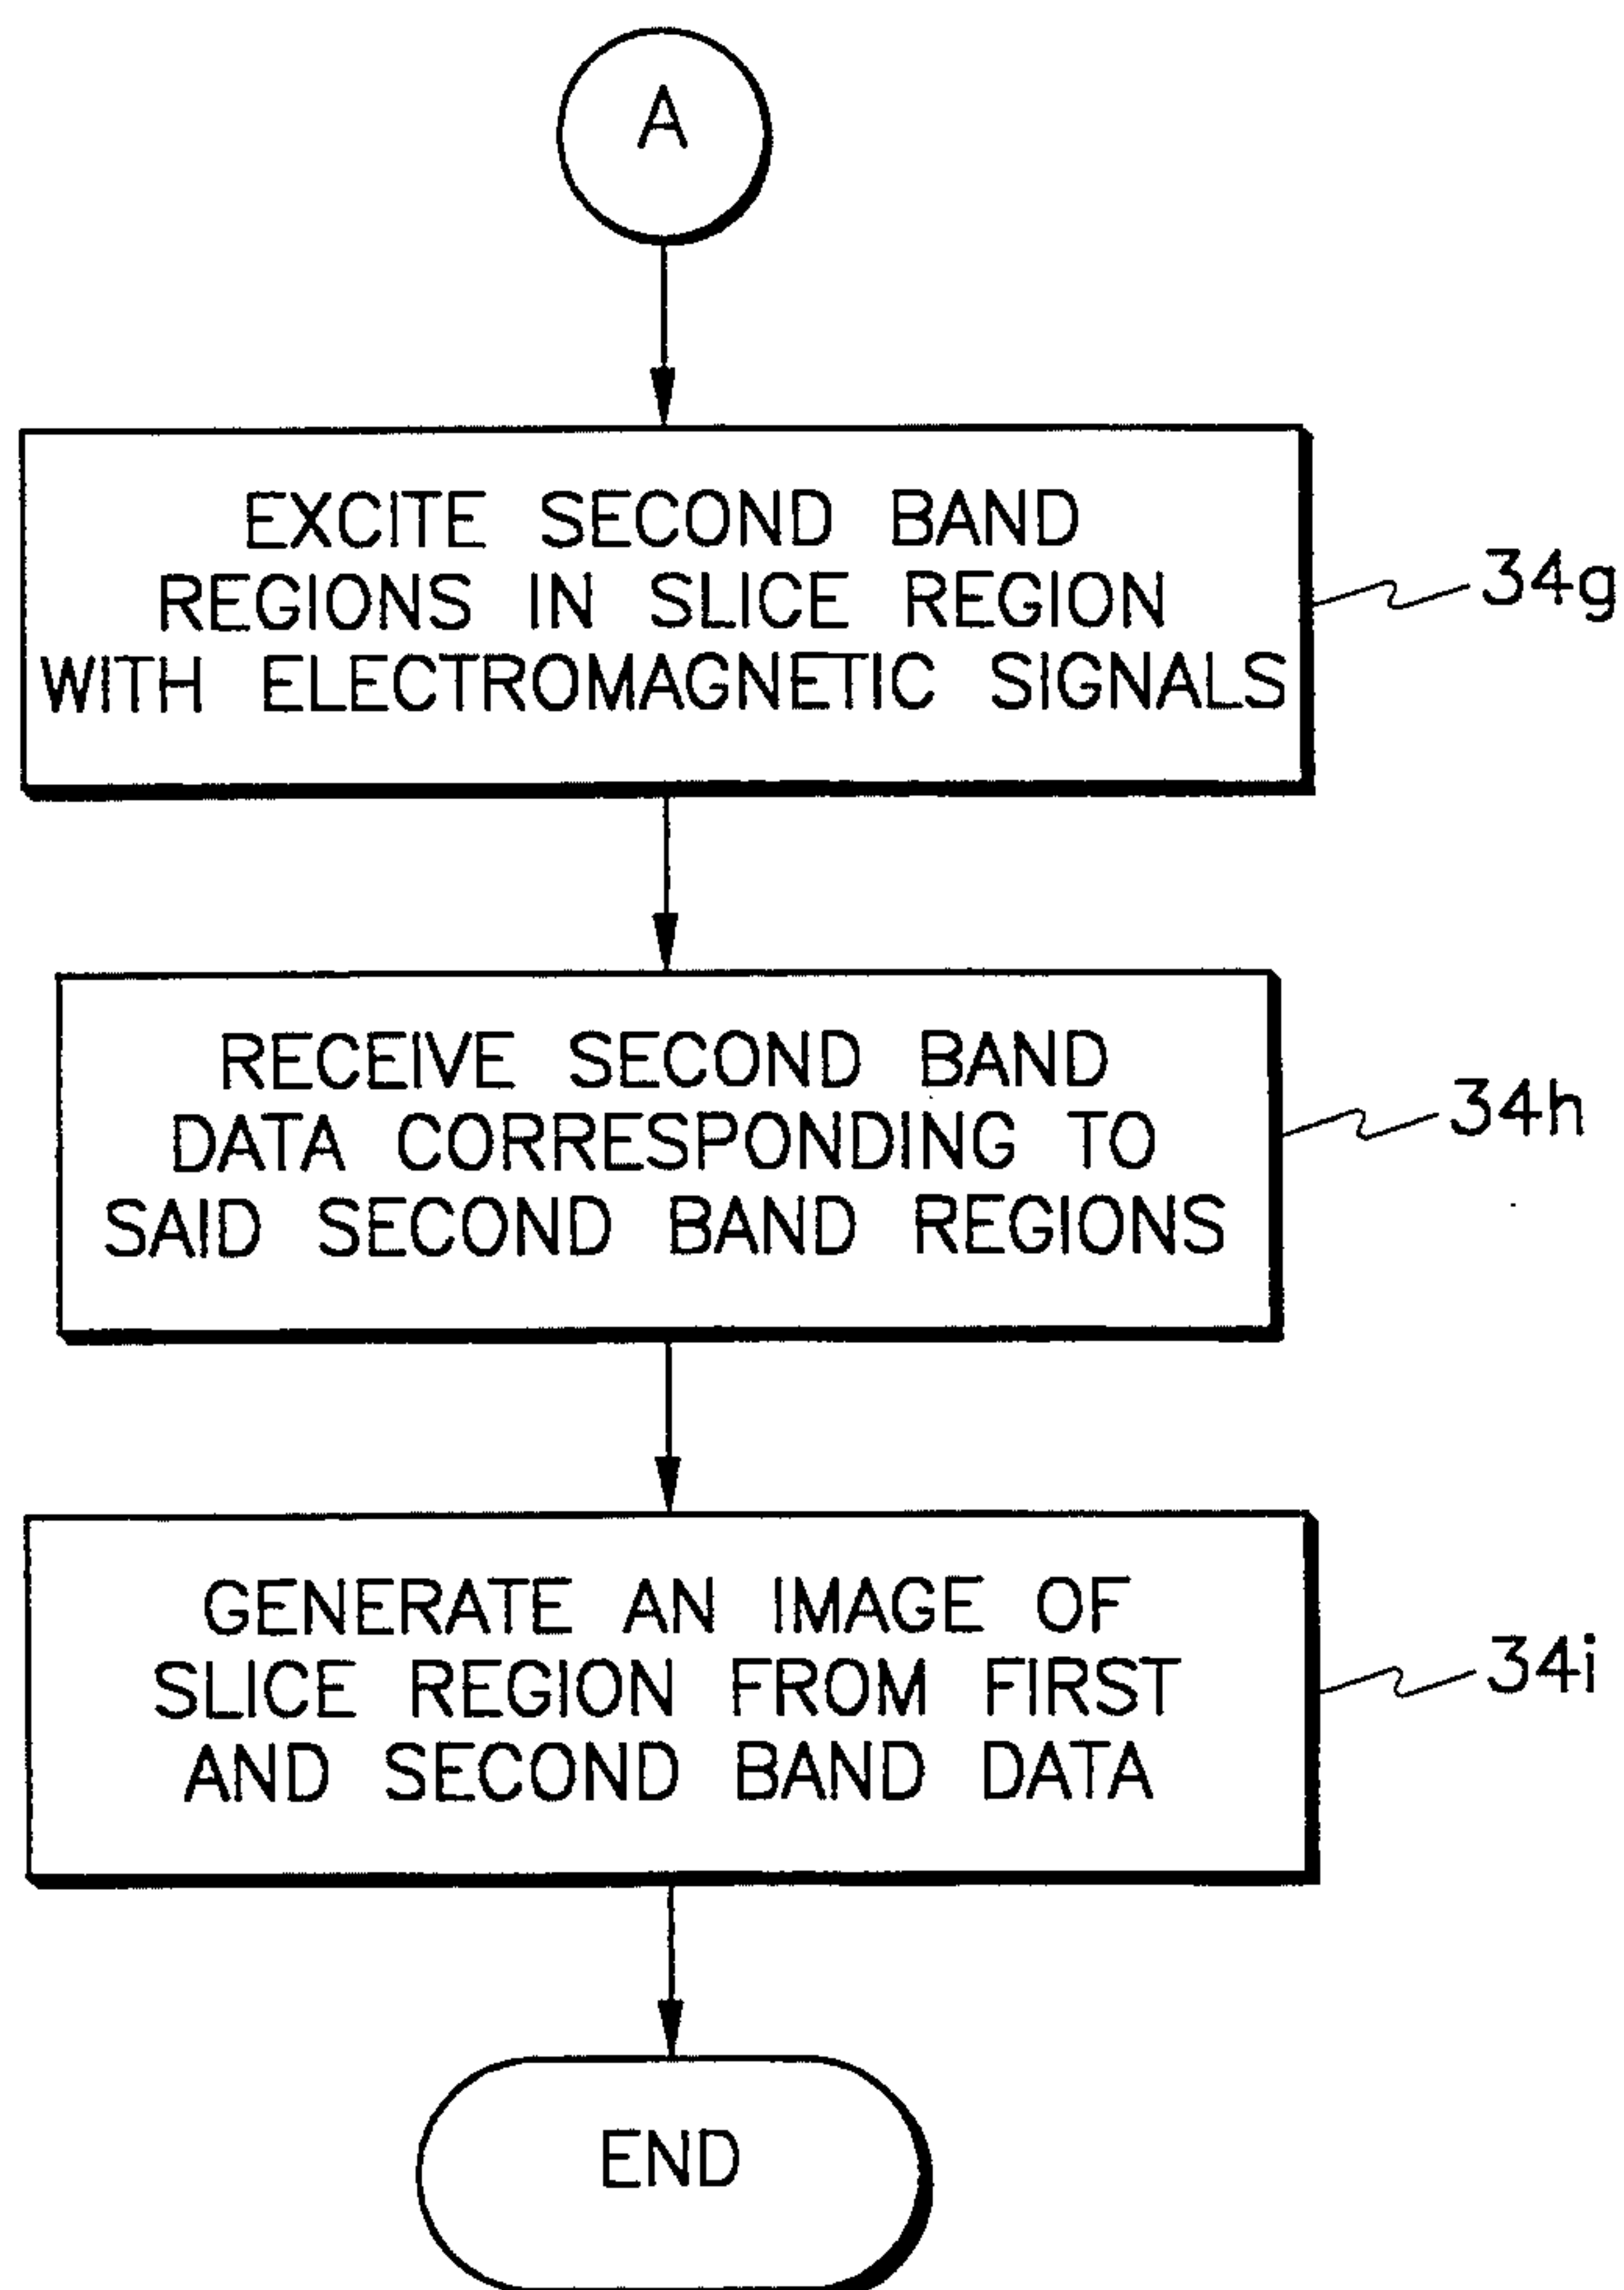 A
EXCITE SECOND BAND
REGIONS IN SLICE REGION
WITH ELECTROMAGNETIC SIGNALS
34g
RECEIVE SECOND BAND
DATA CORRESPONDING TO
SAID SECOND BAND REGIONS
34h
GENERATE AN IMAGE OF
SLICE REGION FROM FIRST
AND SECOND BAND DATA
34i
END